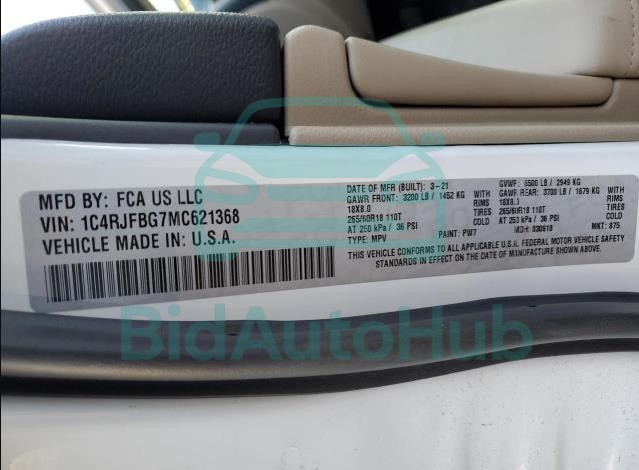 MFD BY: FCA US LLC
VIN: 1C4RJFBG7MC621368
VEHICLE MADE IN: U.S.A.
DATE OF MFR (BUILT): 3-21
GAWR FRONT: 3200 LB / 1452 KG WITH
18X8.0 RIMS
265/60R18 110T TIRES
AT 250 kPa / 36 PSI COLD
TYPE: MPV PAINT: PW7
GVWR: 6500 LB / 2949 KG
GAWR REAR: 3700 LB / 1679 KG WITH
18X8.0 RIMS
265/60R18 110T TIRES
AT 250 kPa / 36 PSI COLD
MDH: 030618 MKT: 875
THIS VEHICLE CONFORMS TO ALL APPLICABLE U.S.A. FEDERAL MOTOR VEHICLE SAFETY
STANDARDS IN EFFECT ON THE DATE OF MANUFACTURE SHOWN ABOVE.
BidAutoHub